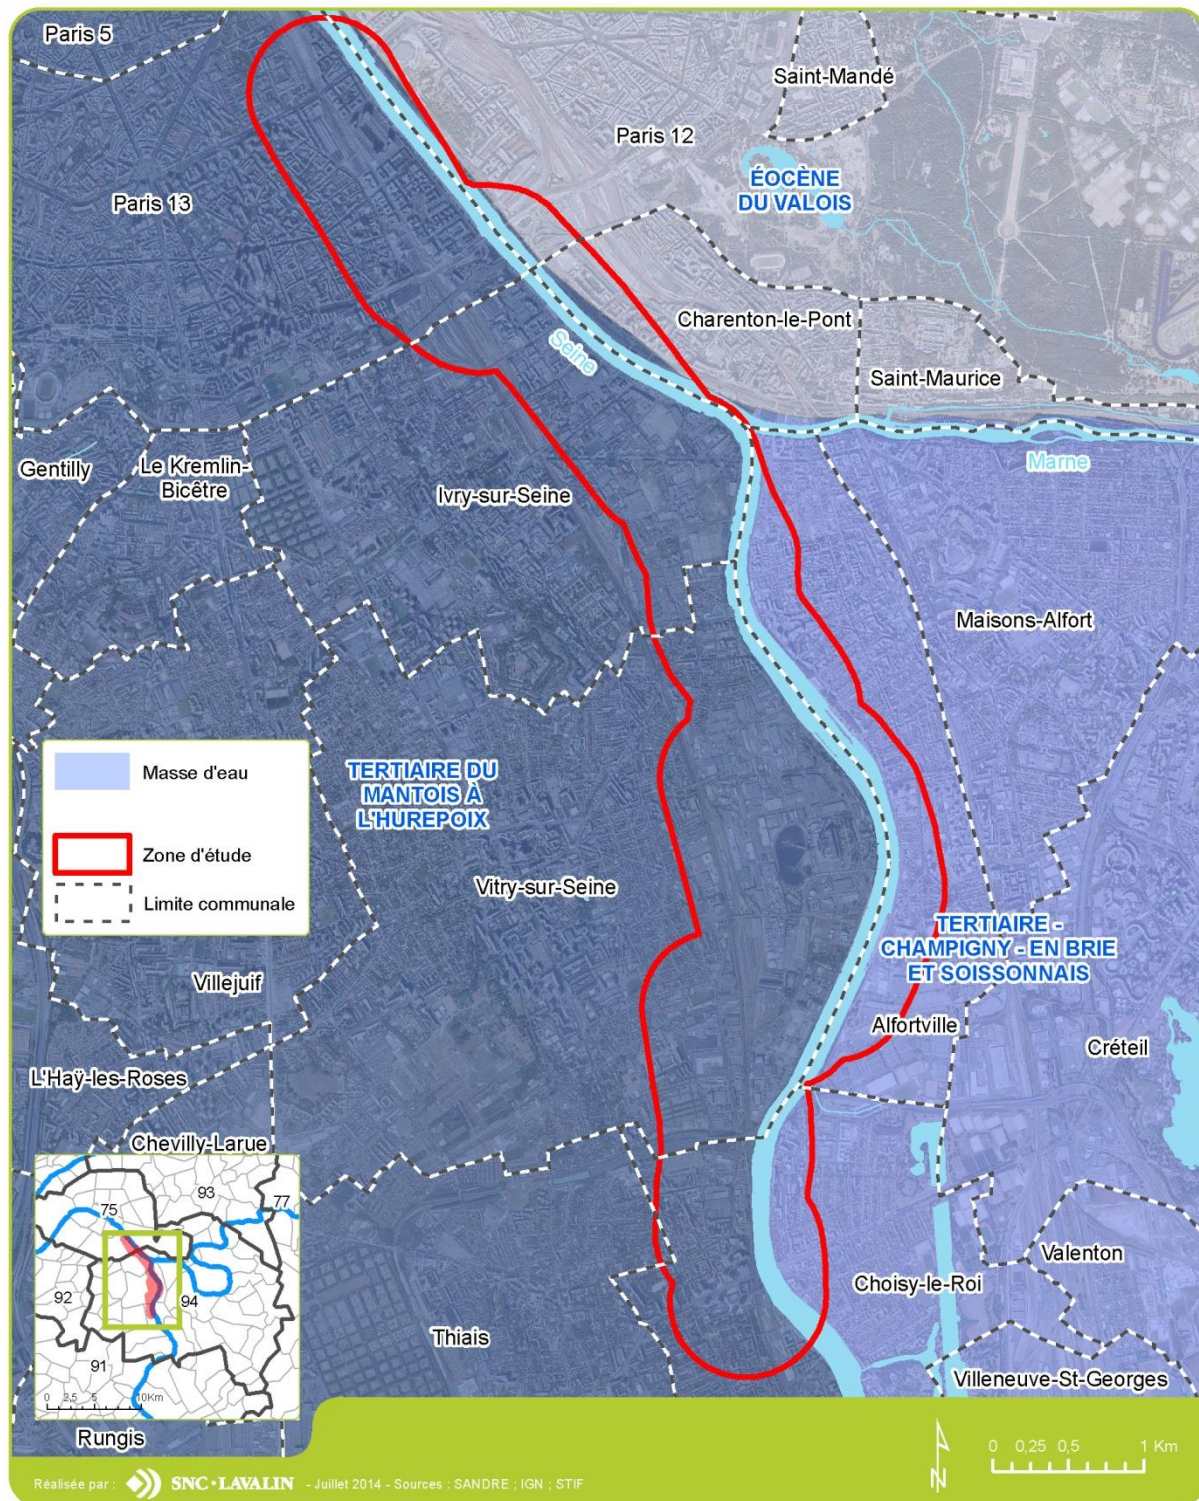 Paris 5
Saint-Mandé
Paris 12
ÉOCÈNE
DU VALOIS
Paris 13
Charenton-le-Pont
Seine
Saint-Maurice
Marne
Gentilly
Le Kremlin-
Bicêtre
Ivry-sur-Seine
Maisons-Alfort
Masse d'eau
Zone d'étude
Limite communale
TERTIAIRE DU
MANTOIS À
L'HUREPOIX
Vitry-sur-Seine
TERTIAIRE -
CHAMPIGNY - EN BRIE
ET SOISSONNAIS
Villejuif
Alfortville
Créteil
L'Haÿ-les-Roses
Chevilly-Larue
93
77
75
92
94
91
0 2,5 5 10Km
Valenton
Choisy-le-Roi
Thiais
Villeneuve-St-Georges
Rungis
N
0 0,25 0,5 1 Km
Réalisée par : SNC•LAVALIN - Juillet 2014 - Sources : SANDRE ; IGN ; STIF